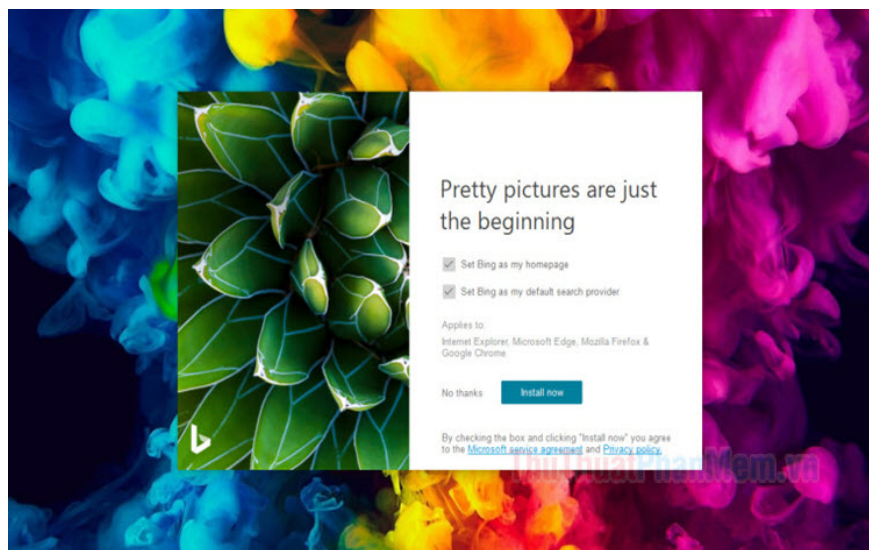 Pretty pictures are just
the beginning
Set Bing as my homepage
Set Bing as my default search provider
Applies to:
Internet Explorer, Microsoft Edge, Mozilla Firefox &
Google Chrome
No thanks
Install now
By checking the box and clicking "Install now" you agree
to the Microsoft service agreement and Privacy policy.
ThuThuatPhanMem.vn